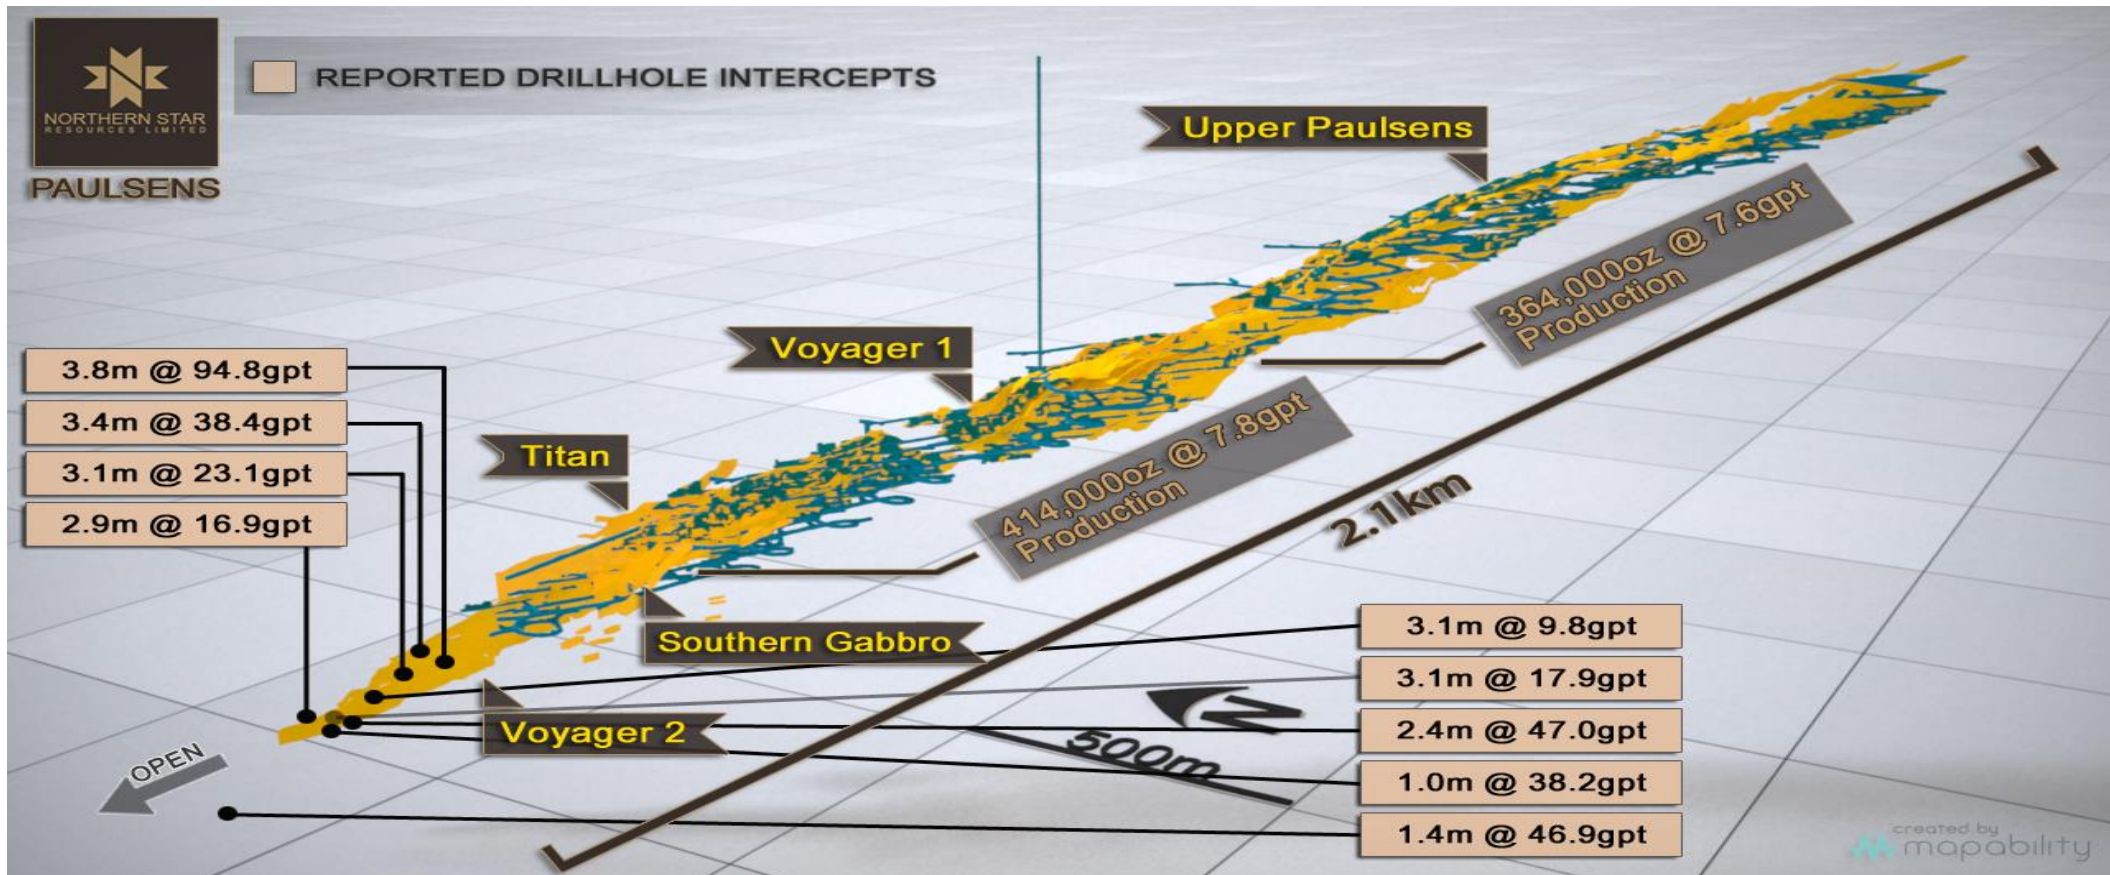 NORTHERN STAR
RESOURCES LIMITED
PAULSENS
REPORTED DRILLHOLE INTERCEPTS
Upper Paulsens
364,000oz @ 7.6gpt
Production
Voyager 1
414,000oz @ 7.8gpt
Production
2.1km
3.8m @ 94.8gpt
3.4m @ 38.4gpt
3.1m @ 23.1gpt
2.9m @ 16.9gpt
Titan
Southern Gabbro
Voyager 2
OPEN
N
500m
3.1m @ 9.8gpt
3.1m @ 17.9gpt
2.4m @ 47.0gpt
1.0m @ 38.2gpt
1.4m @ 46.9gpt
created by
mapability